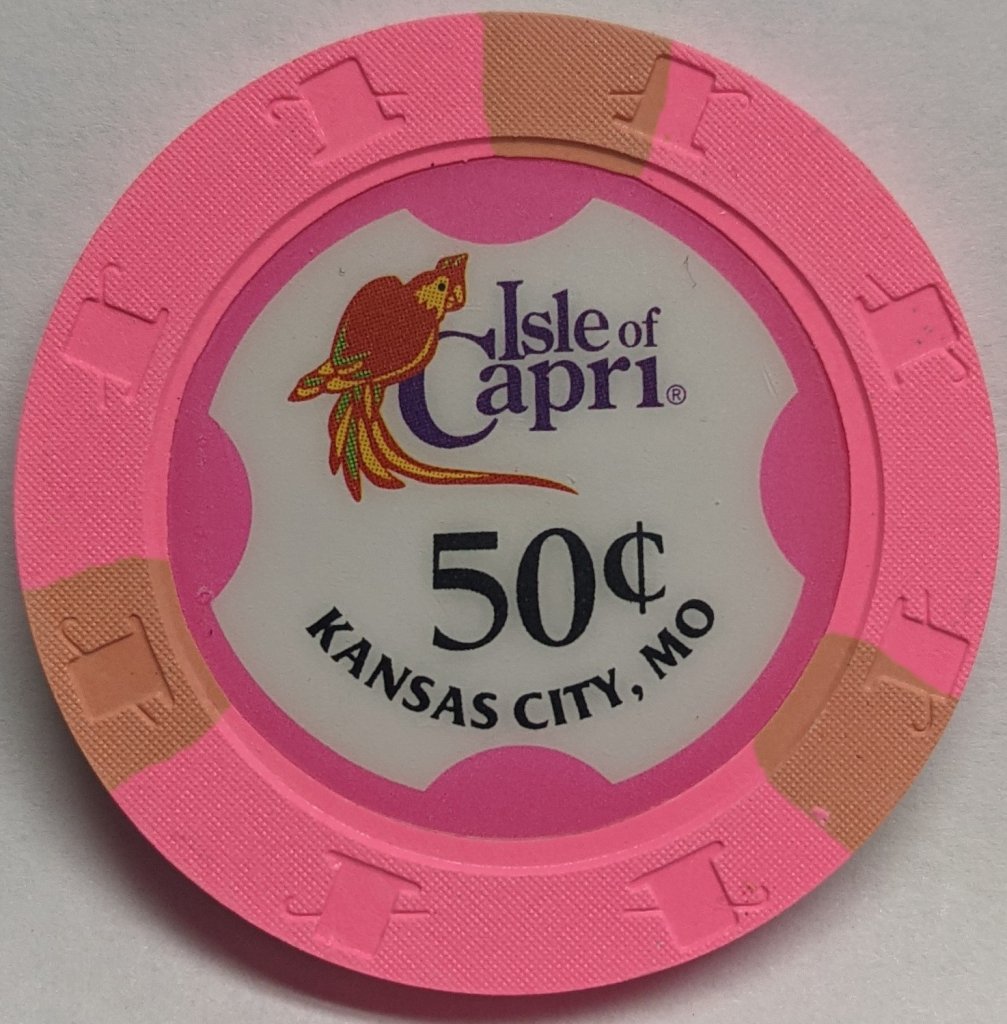 Isle of
Capri®
50¢
KANSAS CITY, MO